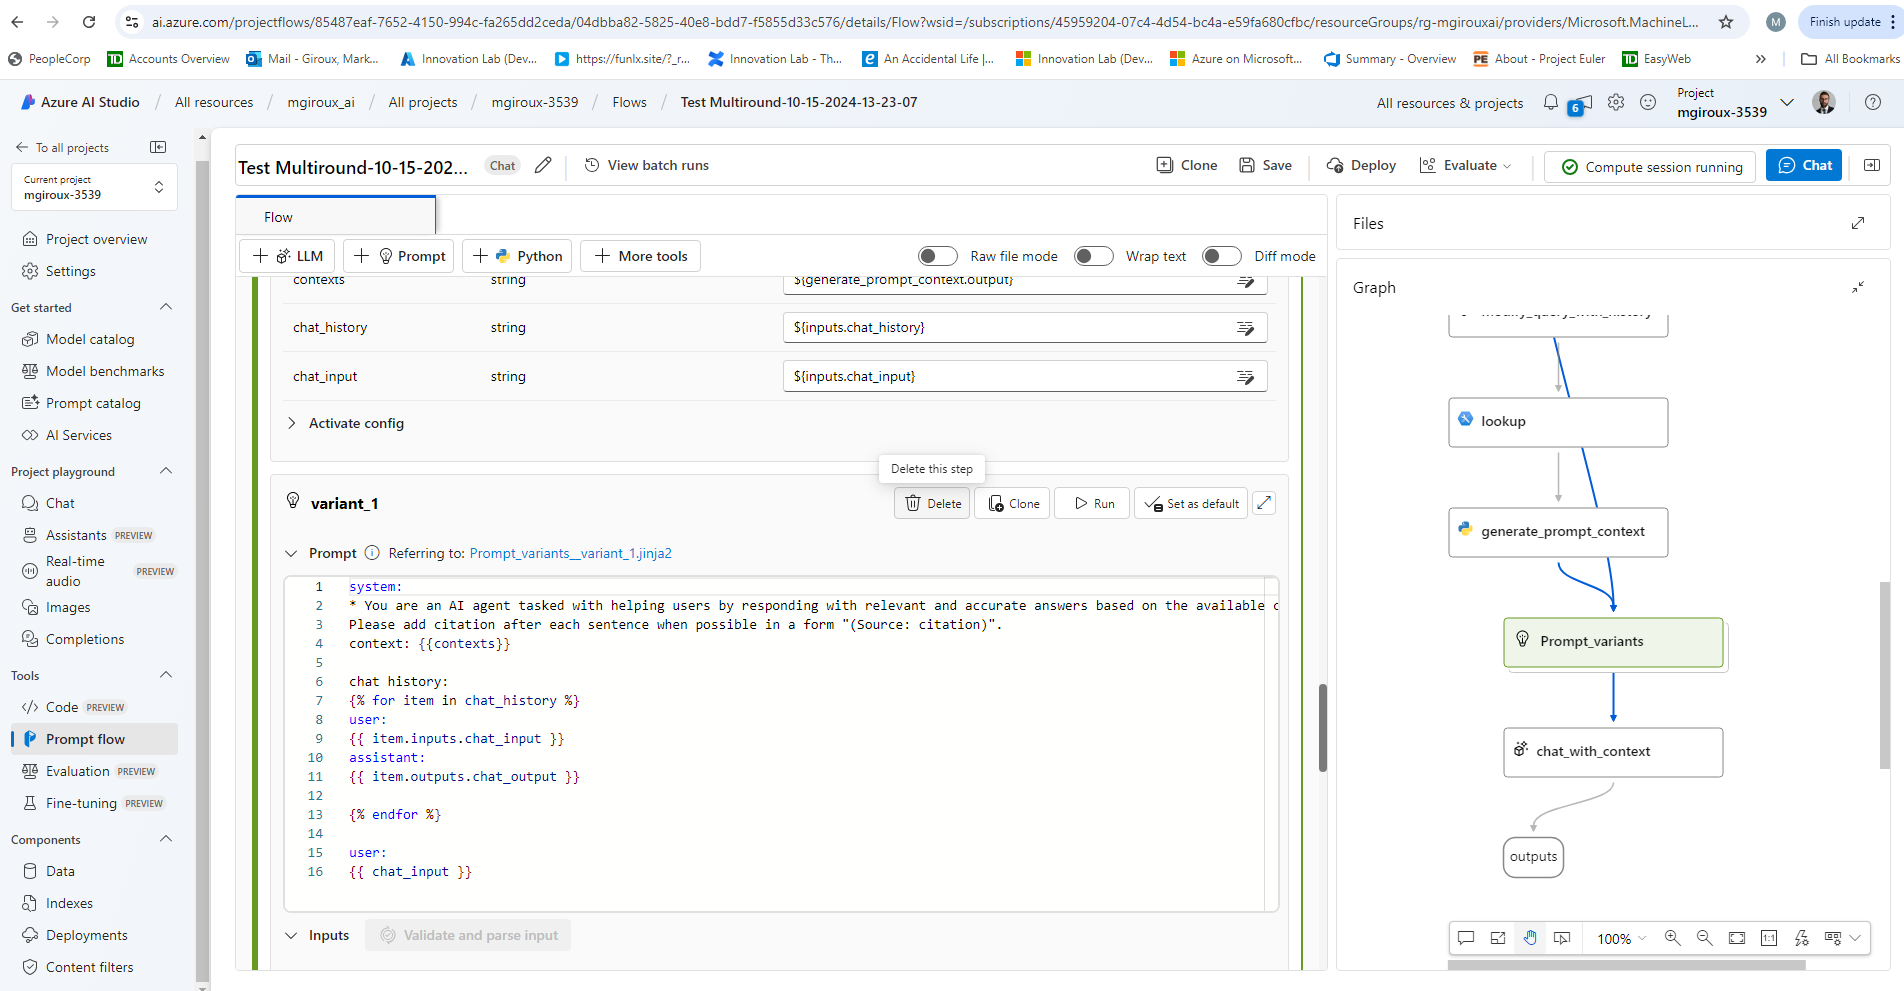 ai.azure.com/projectflows/85487eaf-7652-4150-994c-fa265dd2ceda/04dbba82-5825-40e8-bdd7-f5855d33c576/details/Flow?wsid=/subscriptions/45959204-07c4-4d54-bc4a-e59fa680cfbc/resourceGroups/rg-mgirouxai/providers/Microsoft.MachineL...
M
Finish update
PeopleCorp
TD Accounts Overview
Mail - Giroux, Mark...
Innovation Lab (Dev...
https://funlx.site/?_r...
Innovation Lab - Th...
An Accidental Life |...
Innovation Lab (Dev...
Azure on Microsoft...
Summary - Overview
PE About - Project Euler
TD EasyWeb
All Bookmarks
Azure AI Studio / All resources / mgiroux_ai / All projects / mgiroux-3539 / Flows / Test Multiround-10-15-2024-13-23-07
All resources & projects
6
Project
mgiroux-3539
To all projects
Current project
mgiroux-3539
Project overview
Settings
Get started
Model catalog
Model benchmarks
Prompt catalog
AI Services
Project playground
Chat
Assistants PREVIEW
Real-time audio PREVIEW
Images
Completions
Tools
Code PREVIEW
Prompt flow
Evaluation PREVIEW
Fine-tuning PREVIEW
Components
Data
Indexes
Deployments
Content filters
Test Multiround-10-15-202... Chat
View batch runs
Clone
Save
Deploy
Evaluate
Compute session running
Chat
Flow
LLM
Prompt
Python
More tools
Raw file mode
Wrap text
Diff mode
contexts string ${generate_prompt_context.output}
chat_history string ${inputs.chat_history}
chat_input string ${inputs.chat_input}
Activate config
Delete this step
variant_1
Delete
Clone
Run
Set as default
Prompt Referring to: Prompt_variants__variant_1.jinja2
1 system:
2 * You are an AI agent tasked with helping users by responding with relevant and accurate answers based on the available
3 Please add citation after each sentence when possible in a form "(Source: citation)".
4 context: {{contexts}}
5
6 chat history:
7 {% for item in chat_history %}
8 user:
9 {{ item.inputs.chat_input }}
10 assistant:
11 {{ item.outputs.chat_output }}
12
13 {% endfor %}
14
15 user:
16 {{ chat_input }}
Inputs
Validate and parse input
Files
Graph
modify_query_with_history
lookup
generate_prompt_context
Prompt_variants
chat_with_context
outputs
100%
1:1